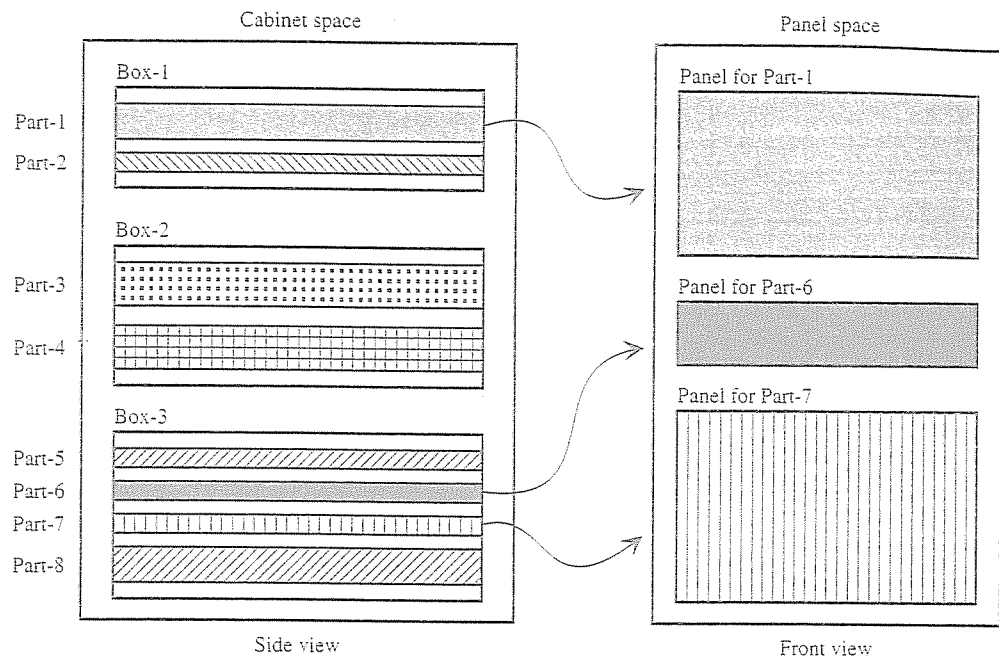 Cabinet space
Box-1
Part-1
Part-2
Box-2
Part-3
Part-4
Box-3
Part-5
Part-6
Part-7
Part-8
Side view
Panel space
Panel for Part-1
Panel for Part-6
Panel for Part-7
Front view